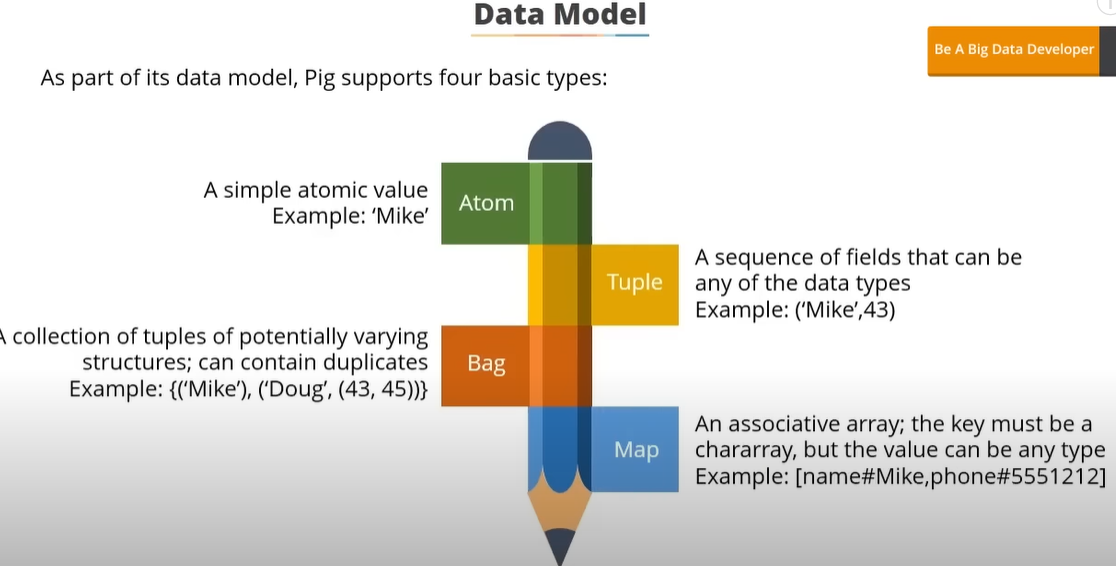 Data Model
Be A Big Data Developer
As part of its data model, Pig supports four basic types:
A simple atomic value
Example: ‘Mike’
Atom
Tuple
A sequence of fields that can be
any of the data types
Example: (‘Mike’,43)
A collection of tuples of potentially varying
structures; can contain duplicates
Example: {(‘Mike’), (‘Doug’, (43, 45))}
Bag
Map
An associative array; the key must be a
chararray, but the value can be any type
Example: [name#Mike,phone#5551212]